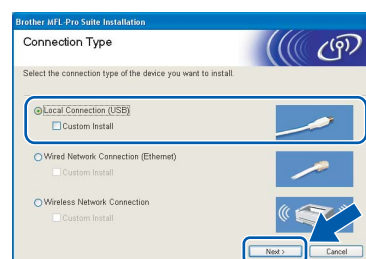 Brother MFL-Pro Suite Installation
Connection Type
Select the connection type of the device you want to install.
Local Connection (USB)
Custom Install
Wired Network Connection (Ethernet)
Custom Install
Wireless Network Connection
Custom Install
Next > Cancel